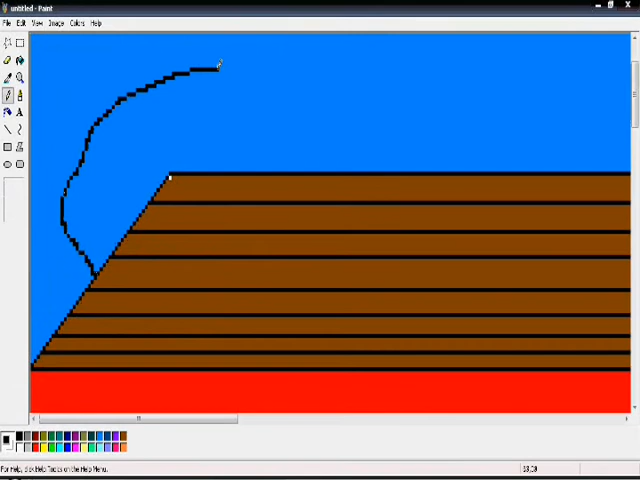 untitled - Paint
File Edit View Image Colors Help
A
For Help, click Help Topics on the Help Menu.